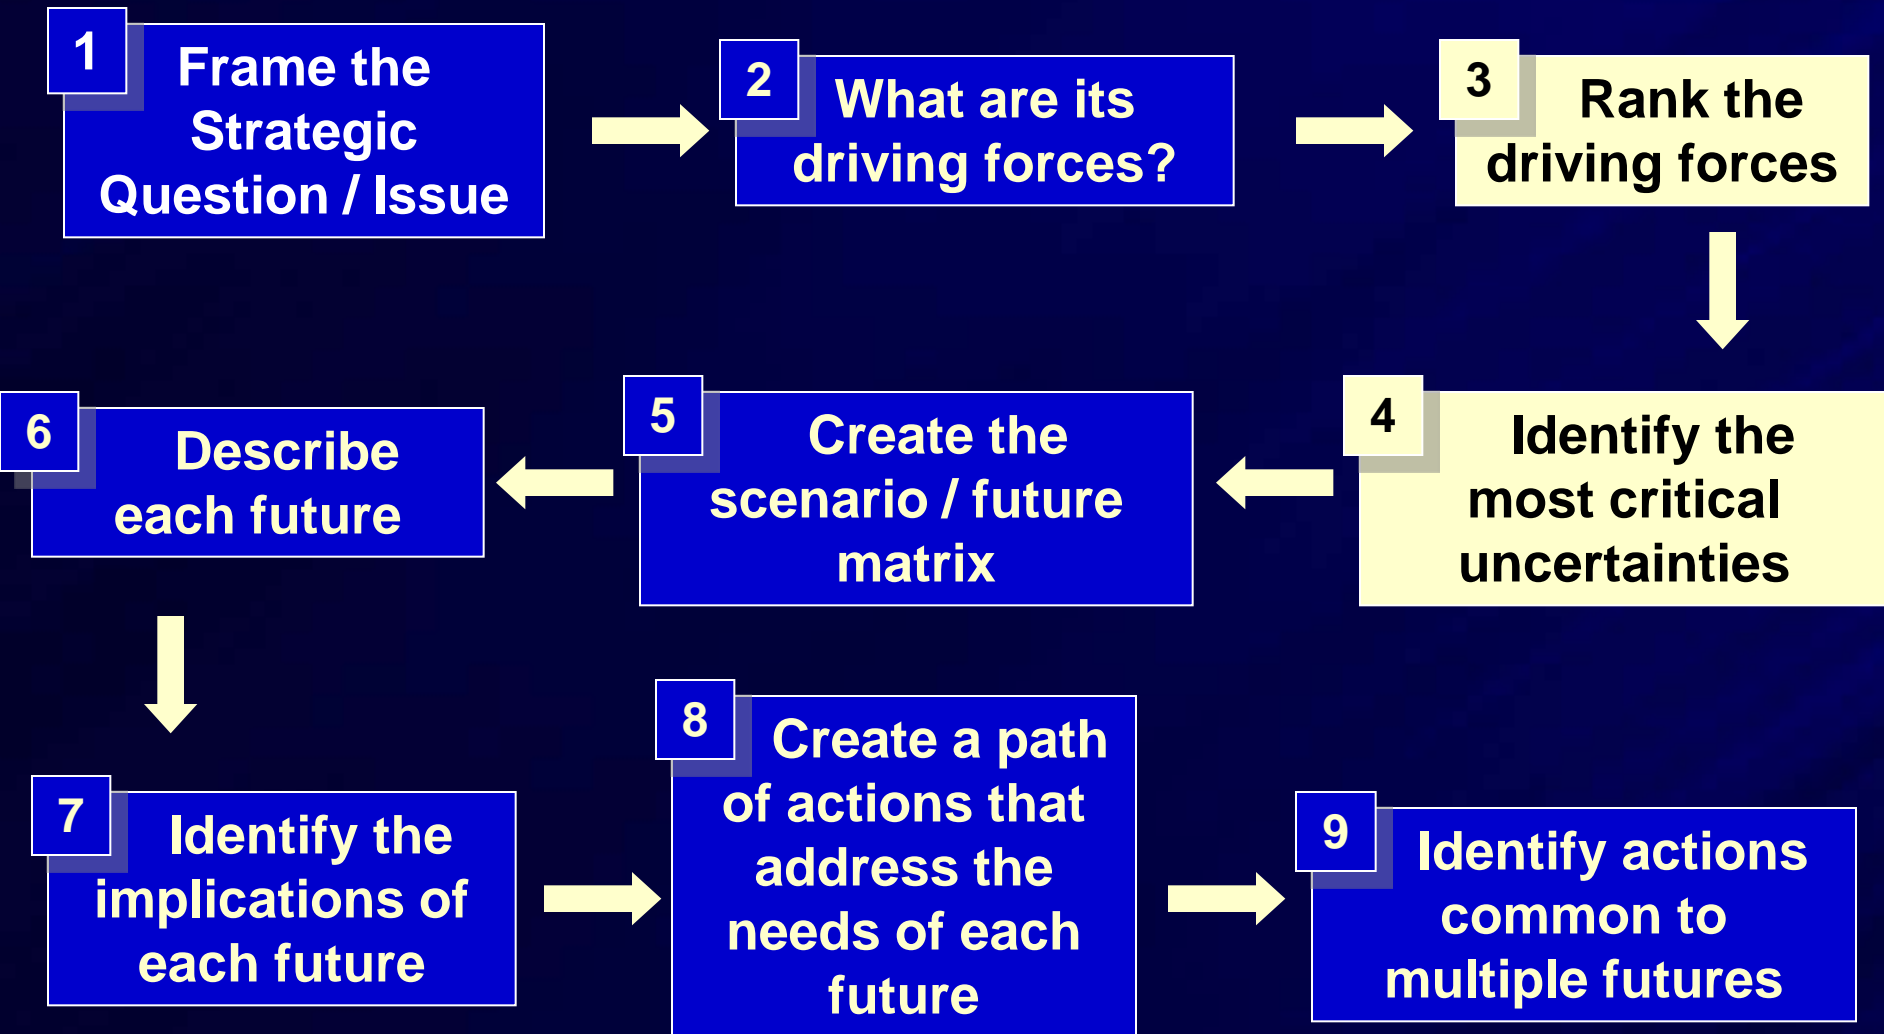 1
Frame the
Strategic
Question / Issue
2
What are its
driving forces?
3
Rank the
driving forces
4
Identify the
most critical
uncertainties
5
Create the
scenario / future
matrix
6
Describe
each future
7
Identify the
implications of
each future
8
Create a path
of actions that
address the
needs of each
future
9
Identify actions
common to
multiple futures